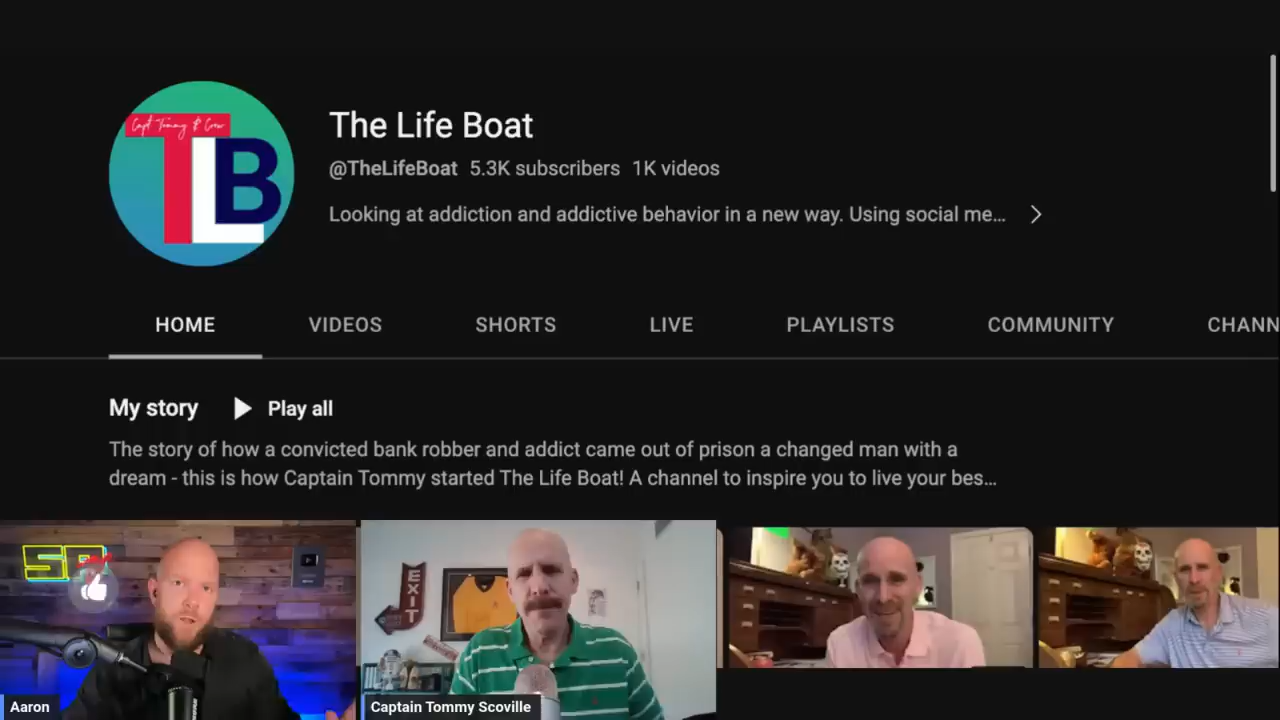 Capt Tommy & Crew
TLB
The Life Boat
@TheLifeBoat 5.3K subscribers 1K videos
Looking at addiction and addictive behavior in a new way. Using social me...
HOME VIDEOS SHORTS LIVE PLAYLISTS COMMUNITY CHANN
My story Play all
The story of how a convicted bank robber and addict came out of prison a changed man with a
dream - this is how Captain Tommy started The Life Boat! A channel to inspire you to live your bes...
EXIT
Aaron
Captain Tommy Scoville